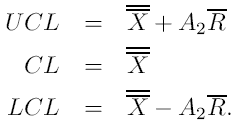 $UCL = \overline{\overline{X}} + A_2\overline{R}$
$CL = \overline{\overline{X}}$
$LCL = \overline{\overline{X}} - A_2\overline{R}.$